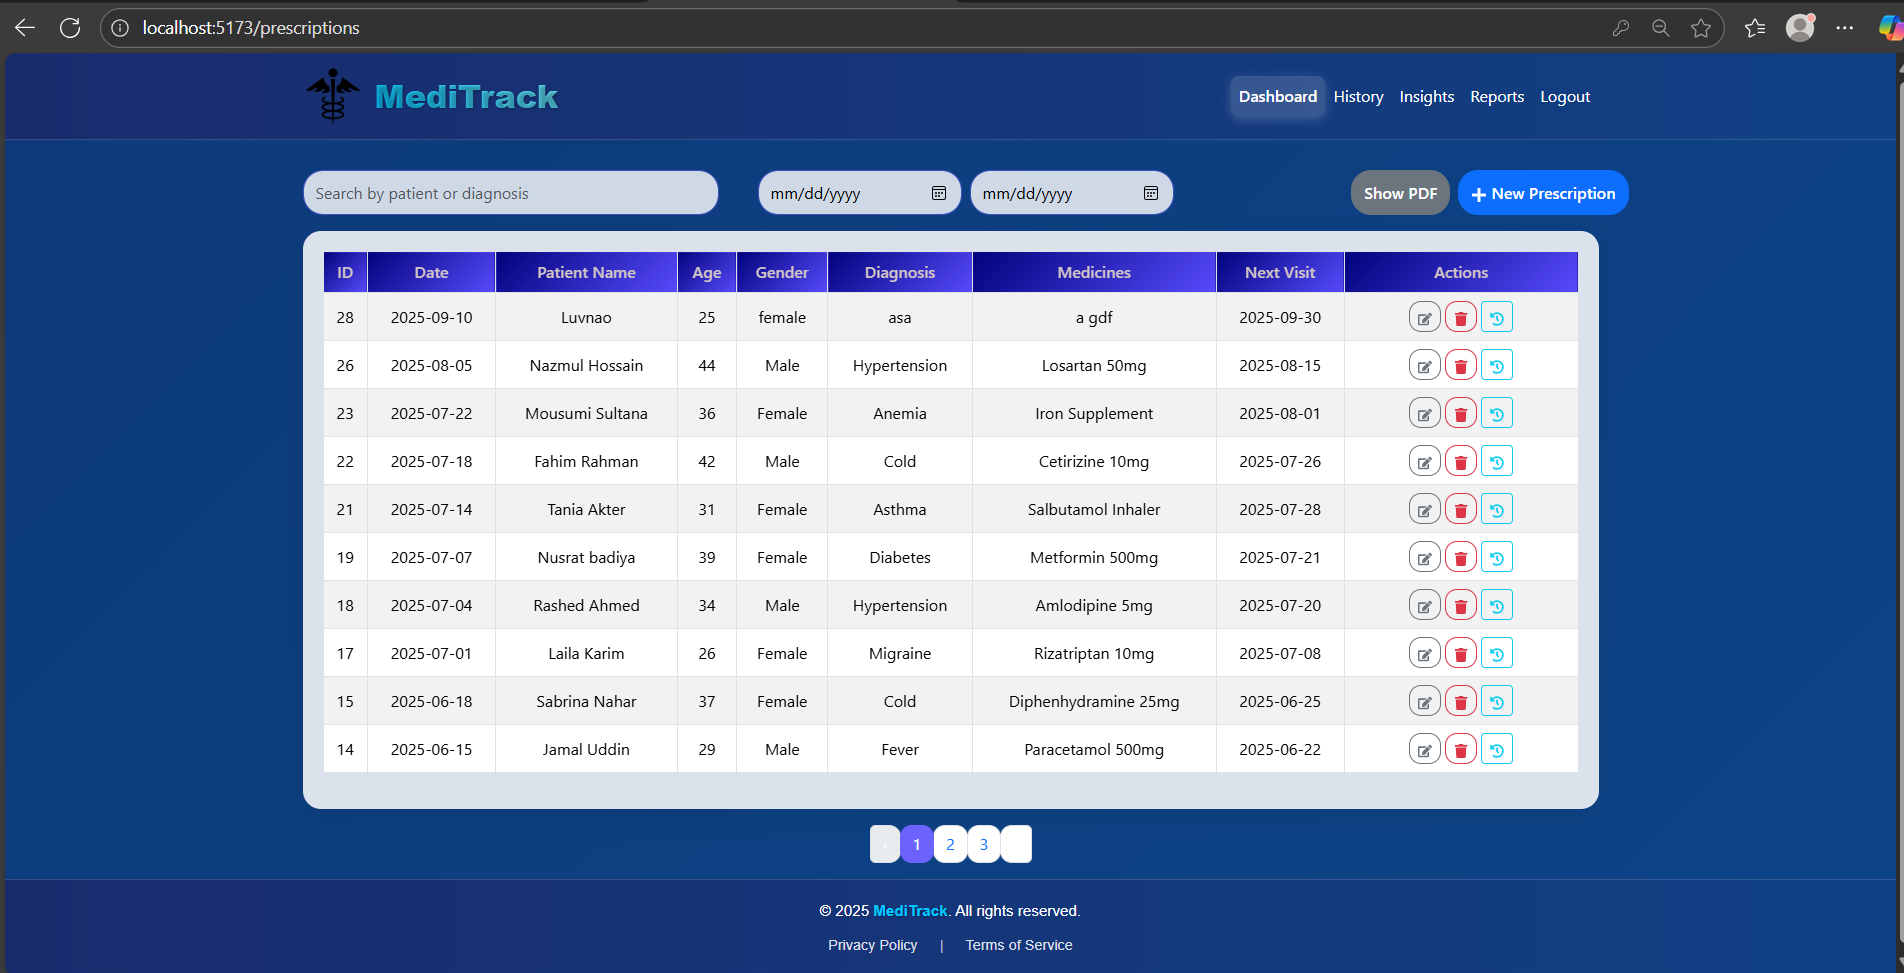 localhost:5173/prescriptions
MediTrack
Dashboard History Insights Reports Logout
Search by patient or diagnosis mm/dd/yyyy mm/dd/yyyy Show PDF + New Prescription
ID Date Patient Name Age Gender Diagnosis Medicines Next Visit Actions
28 2025-09-10 Luvnao 25 female asa a gdf 2025-09-30
26 2025-08-05 Nazmul Hossain 44 Male Hypertension Losartan 50mg 2025-08-15
23 2025-07-22 Mousumi Sultana 36 Female Anemia Iron Supplement 2025-08-01
22 2025-07-18 Fahim Rahman 42 Male Cold Cetirizine 10mg 2025-07-26
21 2025-07-14 Tania Akter 31 Female Asthma Salbutamol Inhaler 2025-07-28
19 2025-07-07 Nusrat badiya 39 Female Diabetes Metformin 500mg 2025-07-21
18 2025-07-04 Rashed Ahmed 34 Male Hypertension Amlodipine 5mg 2025-07-20
17 2025-07-01 Laila Karim 26 Female Migraine Rizatriptan 10mg 2025-07-08
15 2025-06-18 Sabrina Nahar 37 Female Cold Diphenhydramine 25mg 2025-06-25
14 2025-06-15 Jamal Uddin 29 Male Fever Paracetamol 500mg 2025-06-22
‹ 1 2 3
© 2025 MediTrack. All rights reserved.
Privacy Policy | Terms of Service